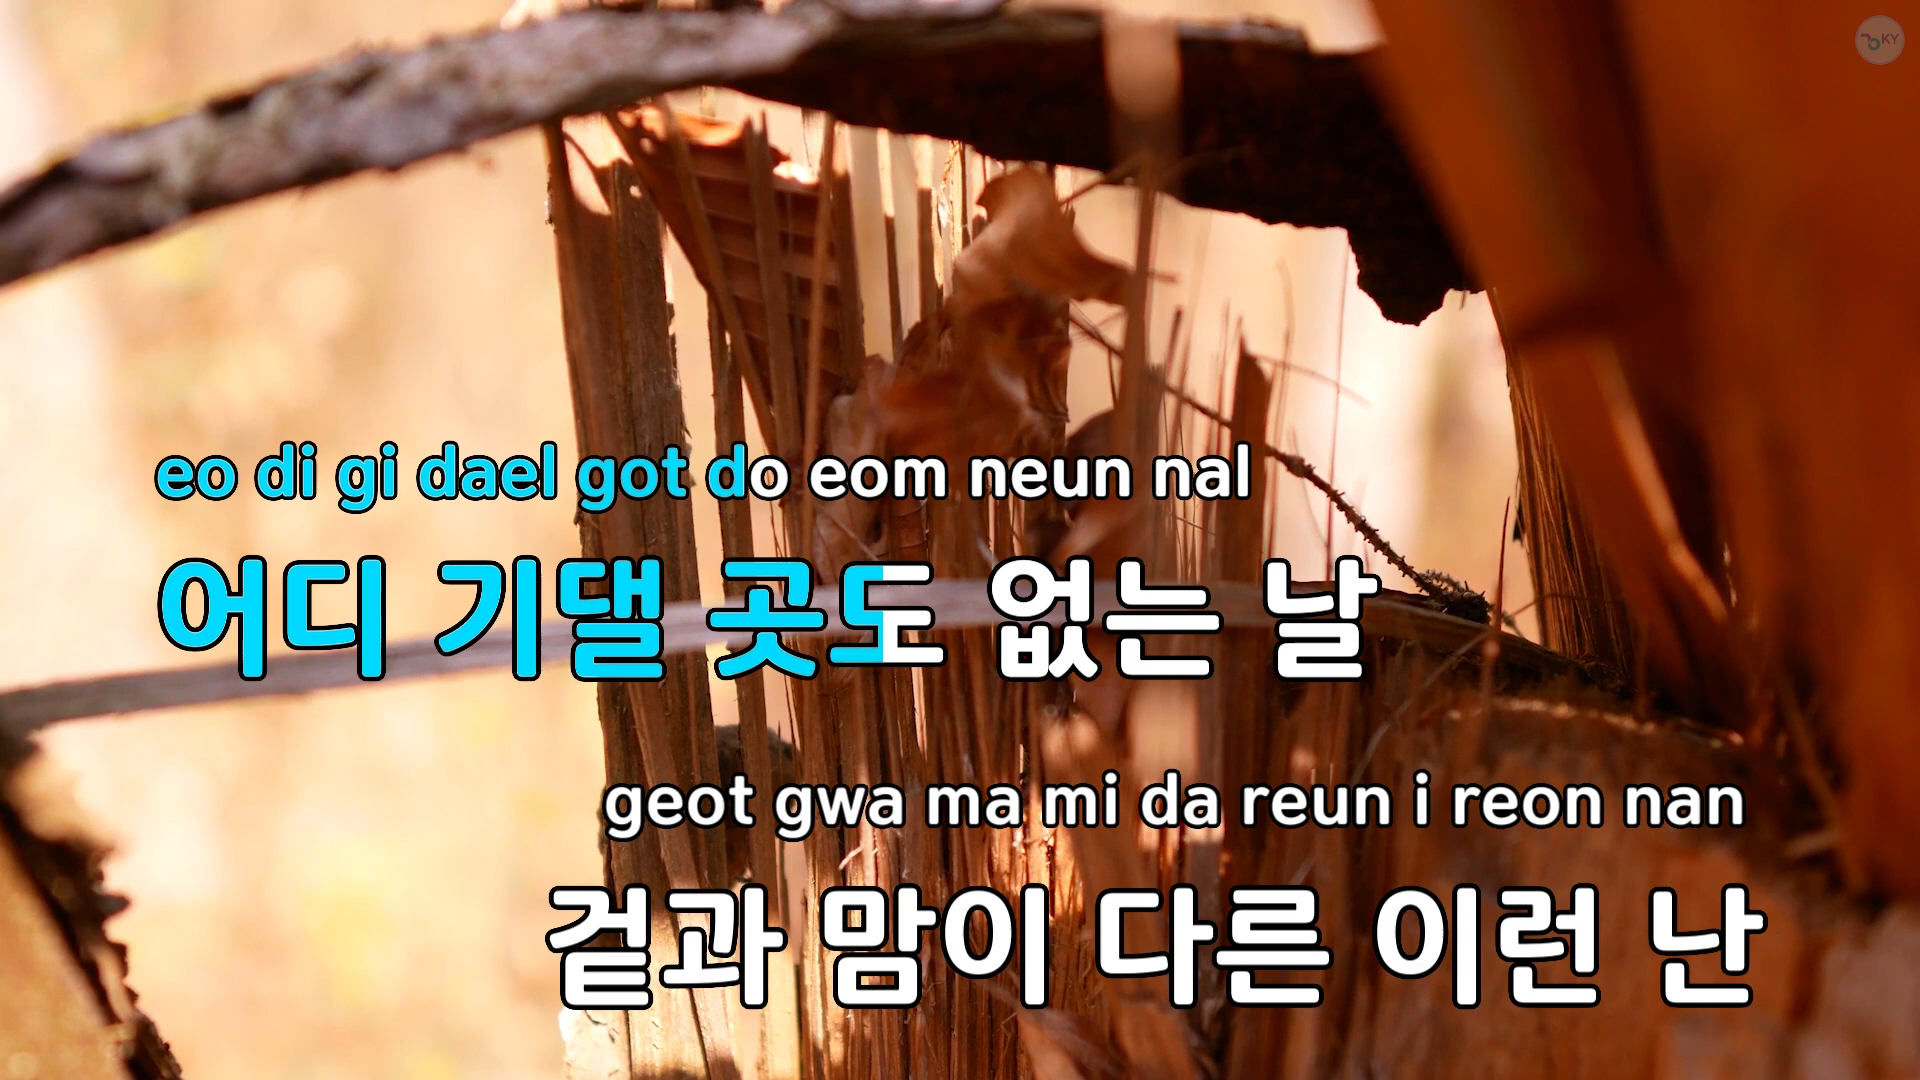 KY
eo di gi dael got do eom neun nal
어디 기댈 곳도 없는 날
geot gwa ma mi da reun i reon nan
겉과 맘이 다른 이런 난